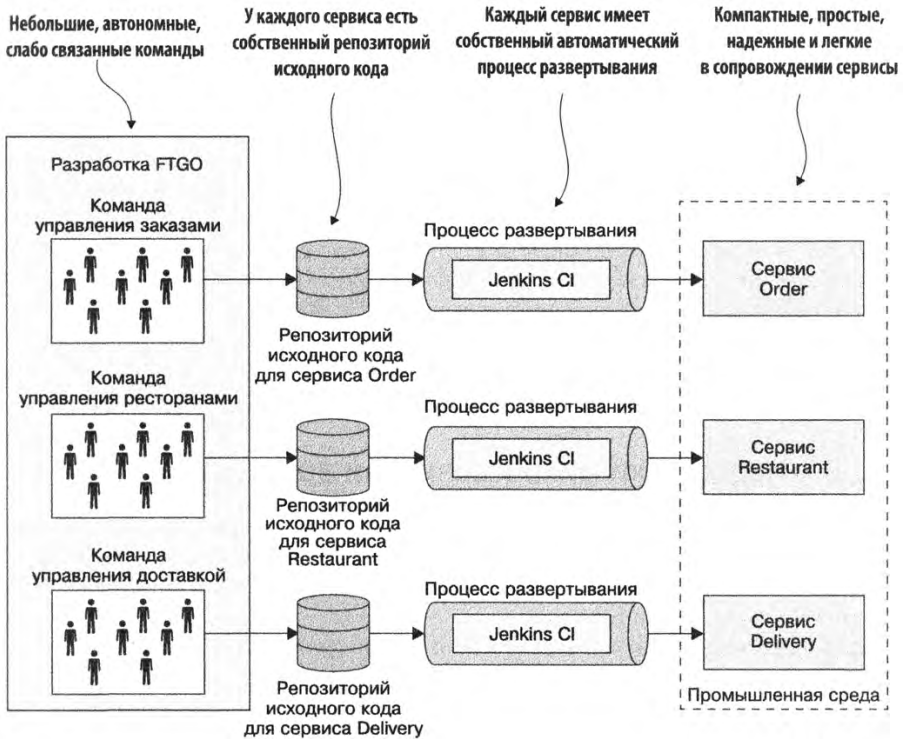 Небольшие, автономные,
слабо связанные команды
У каждого сервиса есть
собственный репозиторий
исходного кода
Каждый сервис имеет
собственный автоматический
процесс развертывания
Компактные, простые,
надежные и легкие
в сопровождении сервисы
Разработка FTGO
Команда
управления заказами
Репозиторий
исходного кода
для сервиса Order
Процесс развертывания
Jenkins CI
Сервис
Order
Команда
управления ресторанами
Репозиторий
исходного кода
для сервиса
Restaurant
Процесс развертывания
Jenkins CI
Сервис
Restaurant
Команда
управления доставкой
Репозиторий
исходного кода
для сервиса Delivery
Процесс развертывания
Jenkins CI
Сервис
Delivery
Промышленная среда